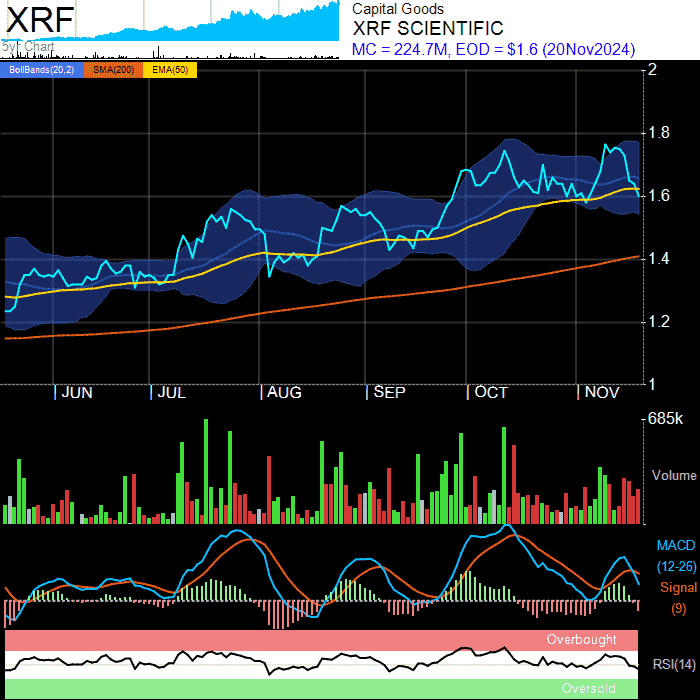 XRF
5yr Chart
Capital Goods
XRF SCIENTIFIC
MC = 224.7M, EOD = $1.6 (20Nov2024)
BollBands(20,2) SMA(200) EMA(50)
2
1.8
1.6
1.4
1.2
1
| JUN | JUL | AUG | SEP | OCT | NOV
685k
Volume
MACD
(12-26)
Signal
(9)
Overbought
RSI(14)
Oversold